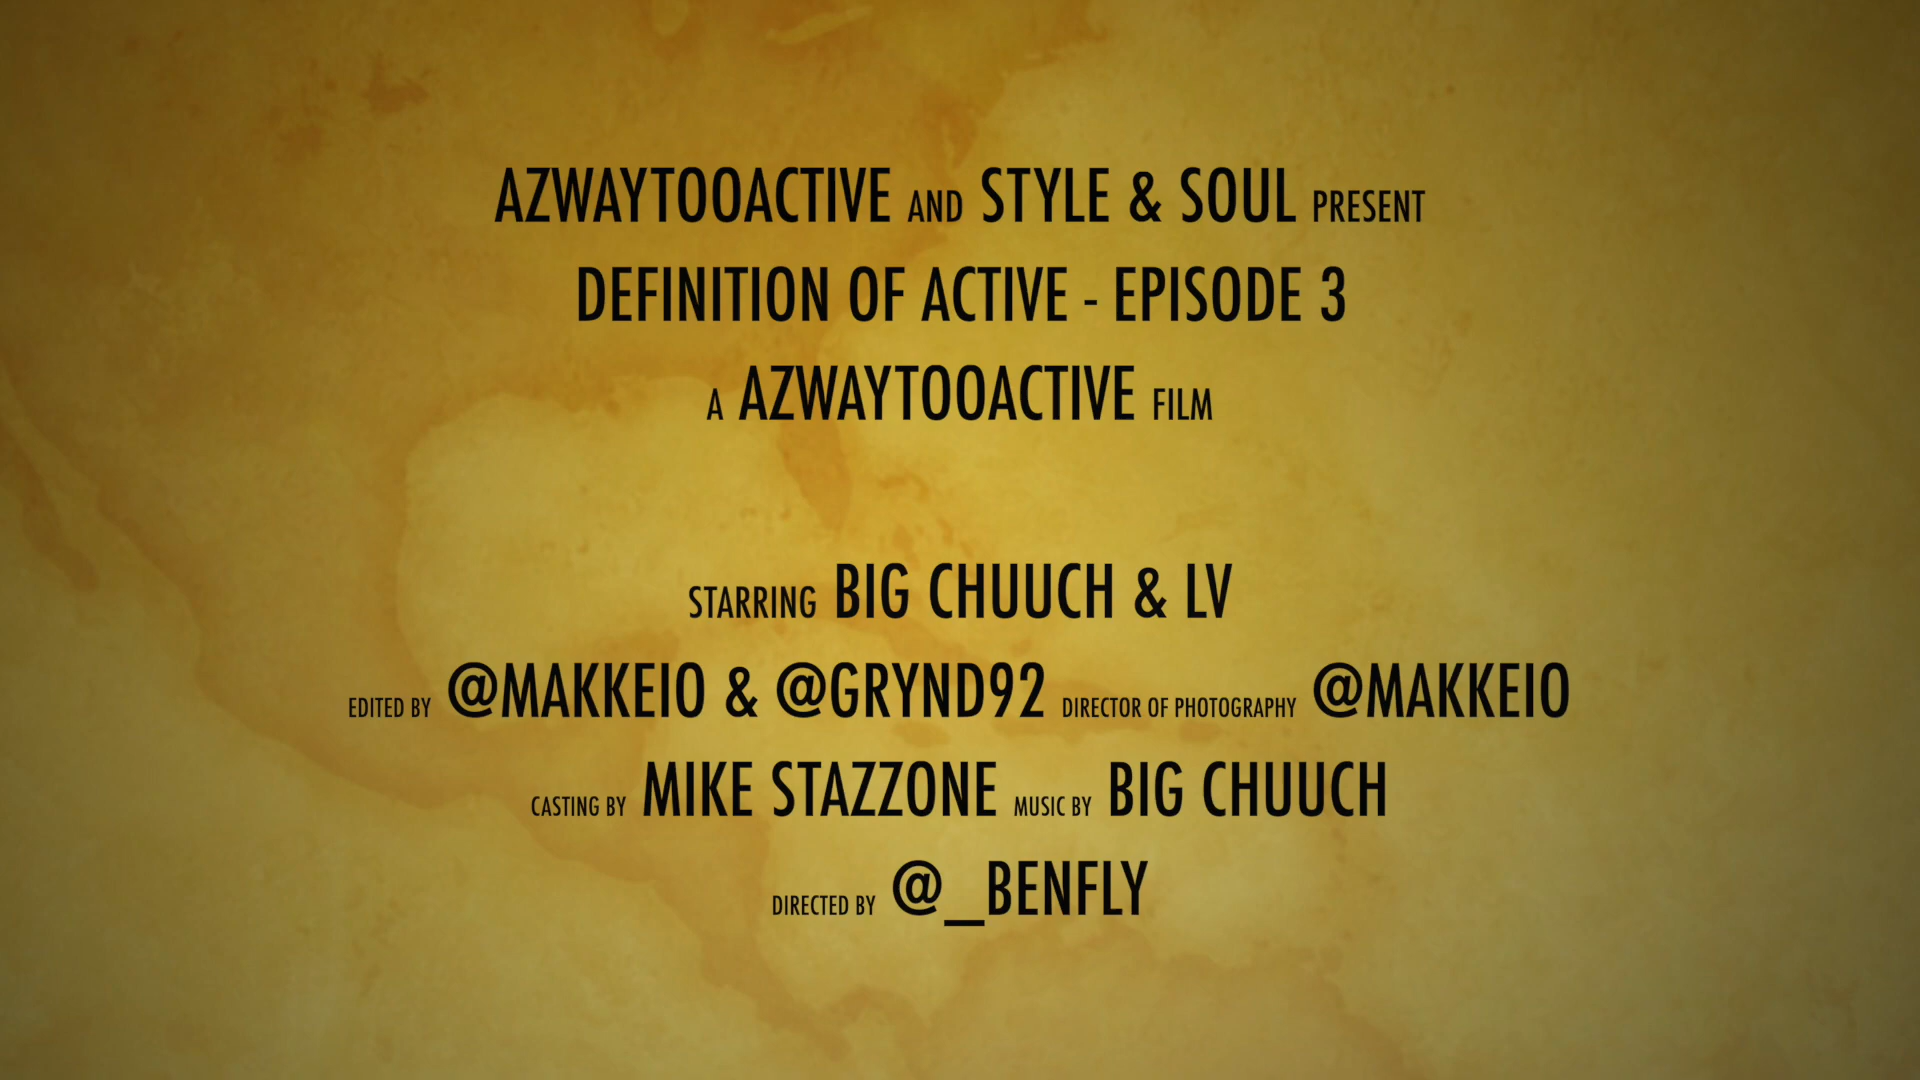 AZWAYTOOACTIVE AND STYLE & SOUL PRESENT
DEFINITION OF ACTIVE - EPISODE 3
A AZWAYTOOACTIVE FILM
STARRING BIG CHUUCH & LV
EDITED BY @MAKKEIO & @GRYND92 DIRECTOR OF PHOTOGRAPHY @MAKKEIO
CASTING BY MIKE STAZZONE MUSIC BY BIG CHUUCH
DIRECTED BY @_BENFLY